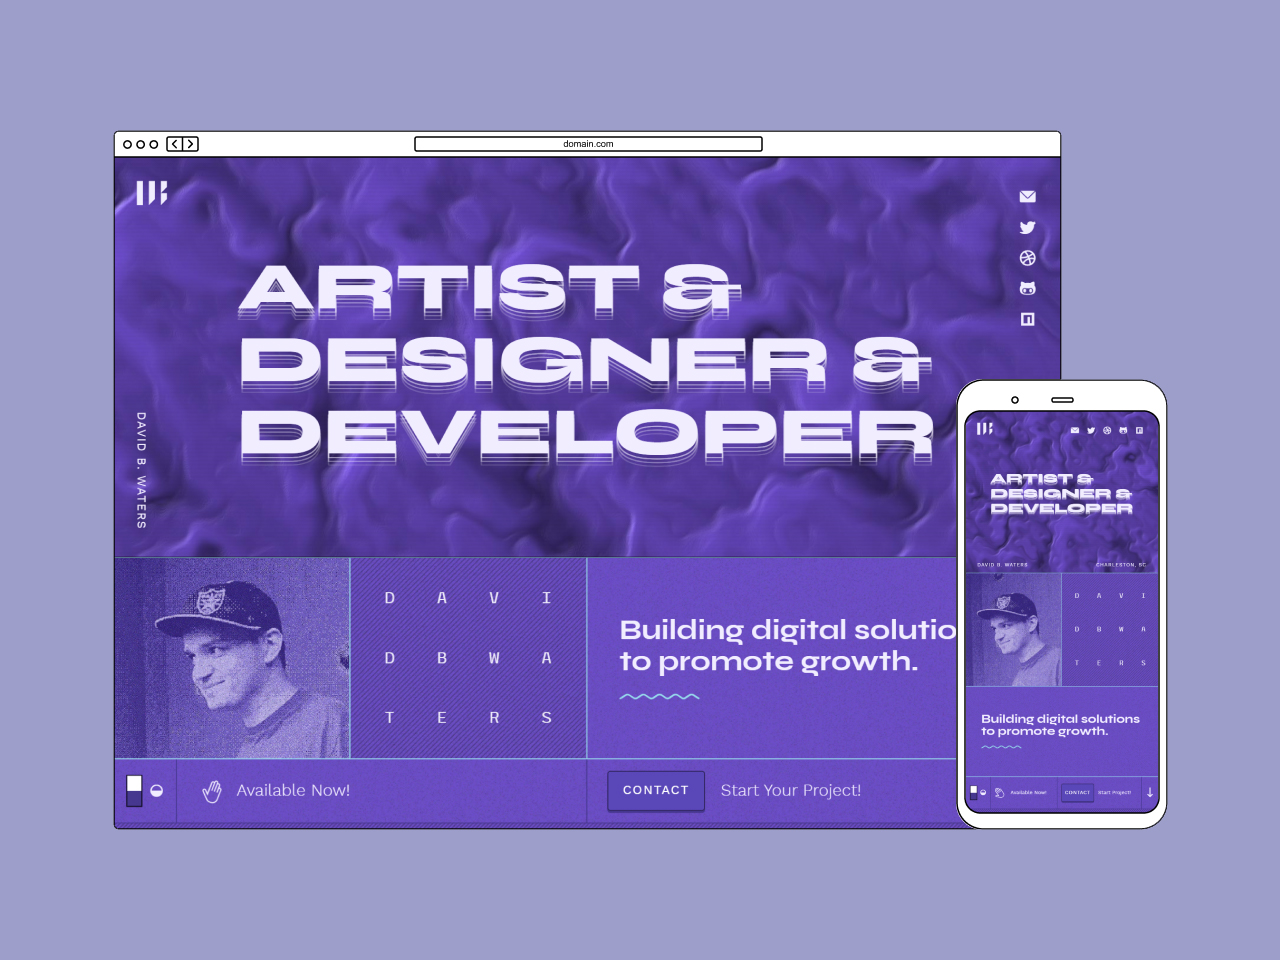 domain.com
ARTIST &
DESIGNER &
DEVELOPER
DAVID B. WATERS
D A V I
D B W A
T E R S
Building digital solutio
to promote growth.
Available Now!
CONTACT
Start Your Project!
ARTIST &
DESIGNER &
DEVELOPER
DAVID B. WATERS
CHARLESTON, SC
D A V I
D B W A
T E R S
Building digital solutions
to promote growth.
Available Now!
CONTACT
Start Project!